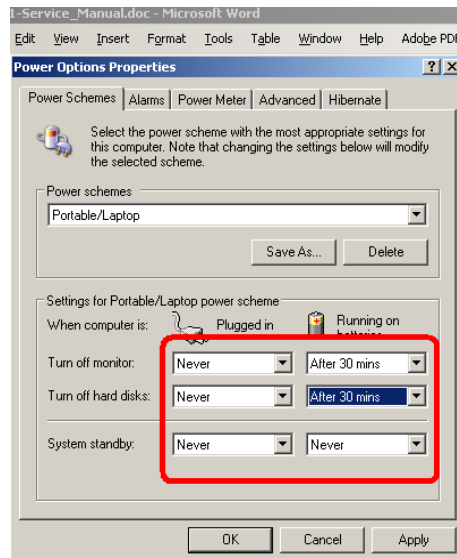 1-Service_Manual.doc - Microsoft Word
Edit View Insert Format Tools Table Window Help Adobe PDF
Power Options Properties
Power Schemes Alarms Power Meter Advanced Hibernate
Select the power scheme with the most appropriate settings for
this computer. Note that changing the settings below will modify
the selected scheme.
Power schemes
Portable/Laptop
Save As... Delete
Settings for Portable/Laptop power scheme
When computer is: Plugged in Running on
batteries
Turn off monitor: Never After 30 mins
Turn off hard disks: Never After 30 mins
System standby: Never Never
OK Cancel Apply